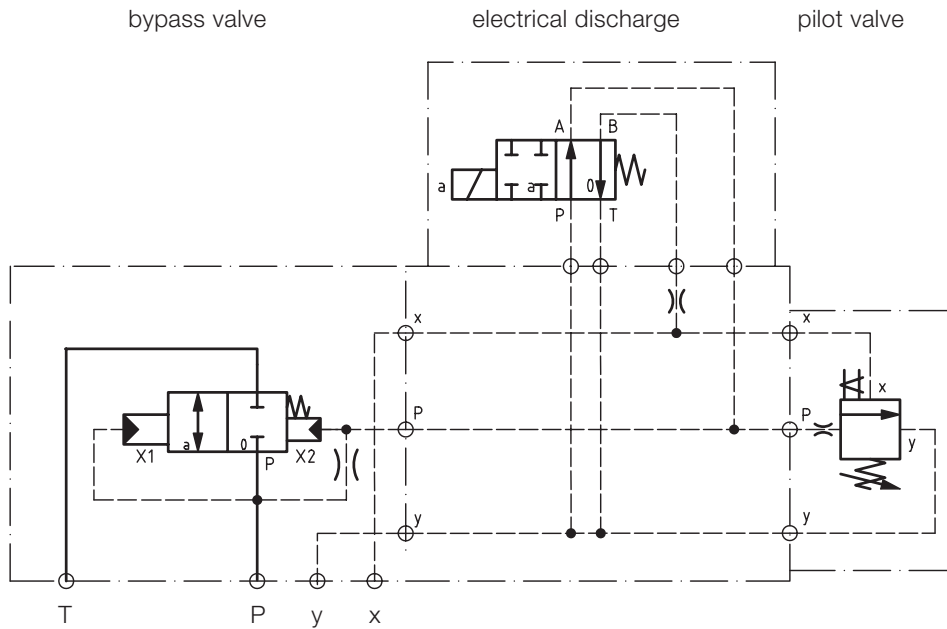 bypass valve electrical discharge pilot valve
A B
a a 0
P T
x x
x
P P
a 0 y
X1 P X2
y y
T P y x